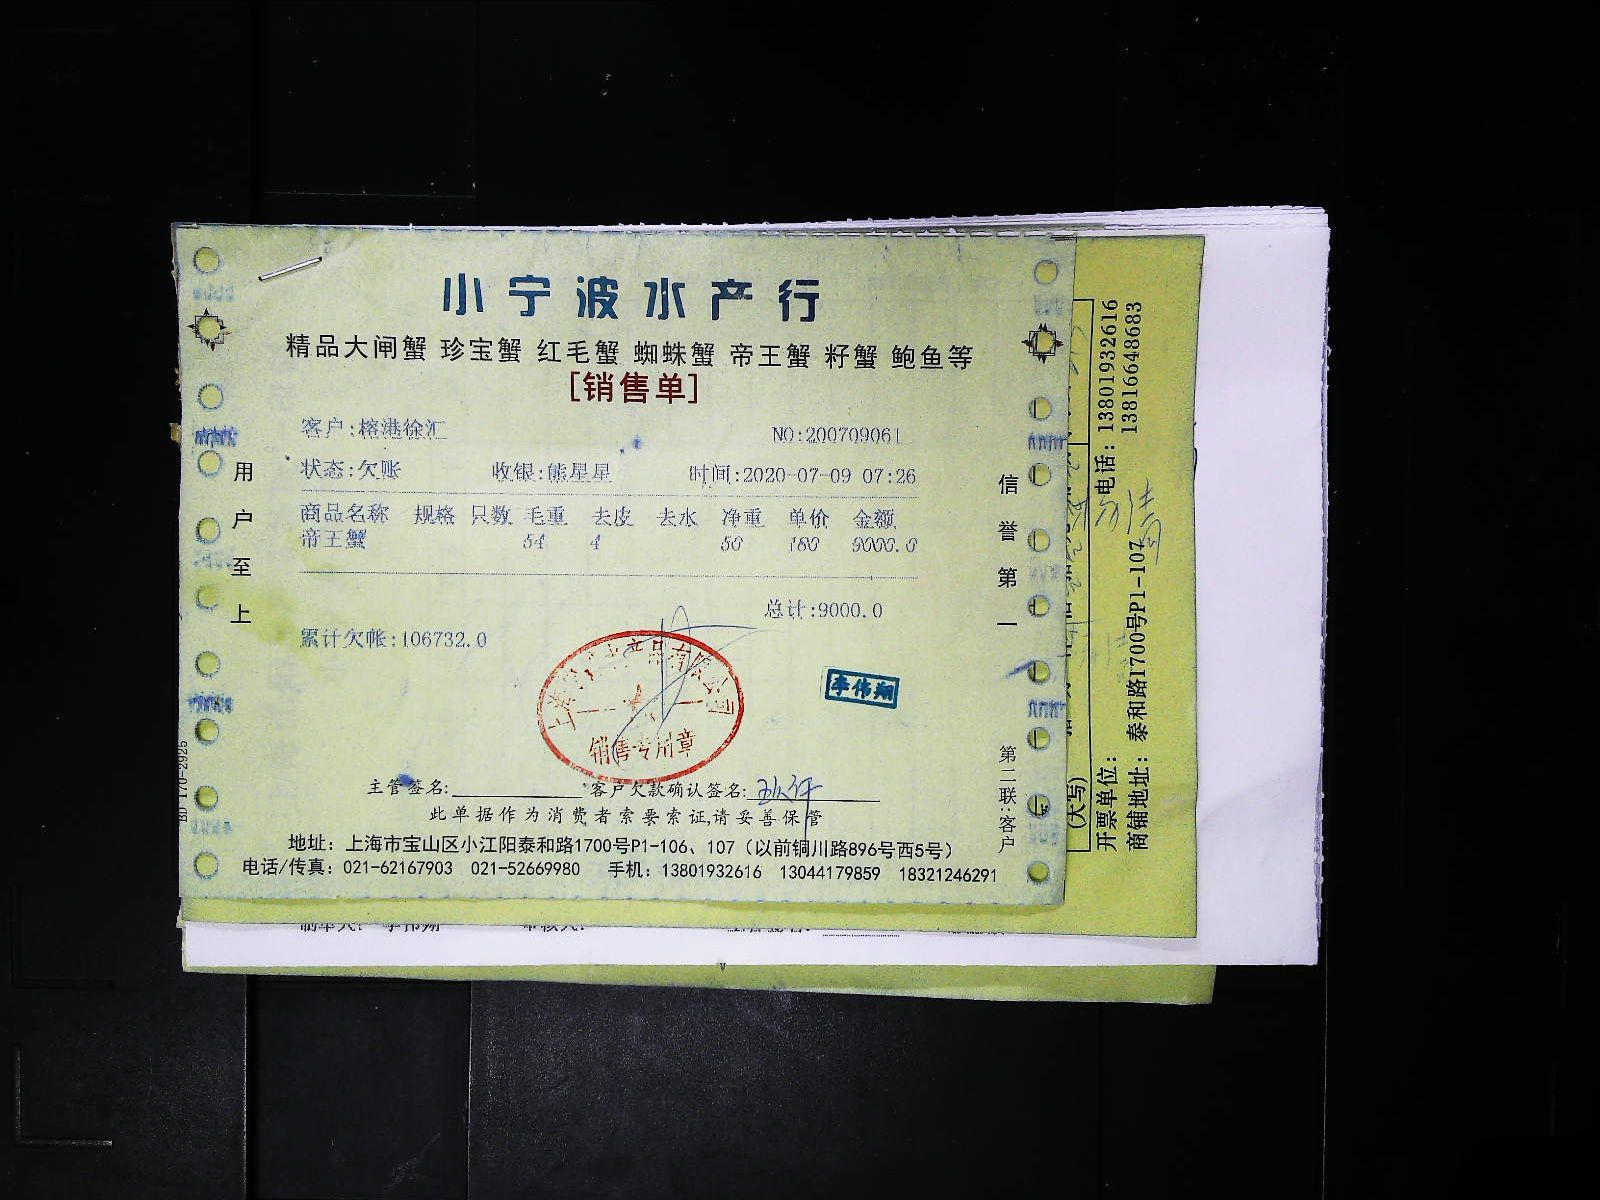 小宁波水产行
精品大闸蟹 珍宝蟹 红毛蟹 蜘蛛蟹 帝王蟹 籽蟹 鲍鱼等
[销售单]
客户:榕港徐汇 NO:200709061
状态:欠账 收银:熊星星 时间:2020-07-09 07:26
商品名称 规格 只数 毛重 去皮 去水 净重 单价 金额
帝王蟹 54 4 50 180 9000.0
总计:9000.0
累计欠帐:106732.0
销售专用章
李伟翔
主管签名: 客户欠款确认签名:
此单据作为消费者索要索证,请妥善保管
地址：上海市宝山区小江阳泰和路1700号P1-106、107（以前铜川路896号西5号）
电话/传真：021-62167903 021-52669980 手机：13801932616 13044179859 18321246291
用户至上
信誉第一
第二联:客户
BD 170-2925
电话：13801932616
13816648683
(大写)
开票单位：
商铺地址：泰和路1700号P1-107